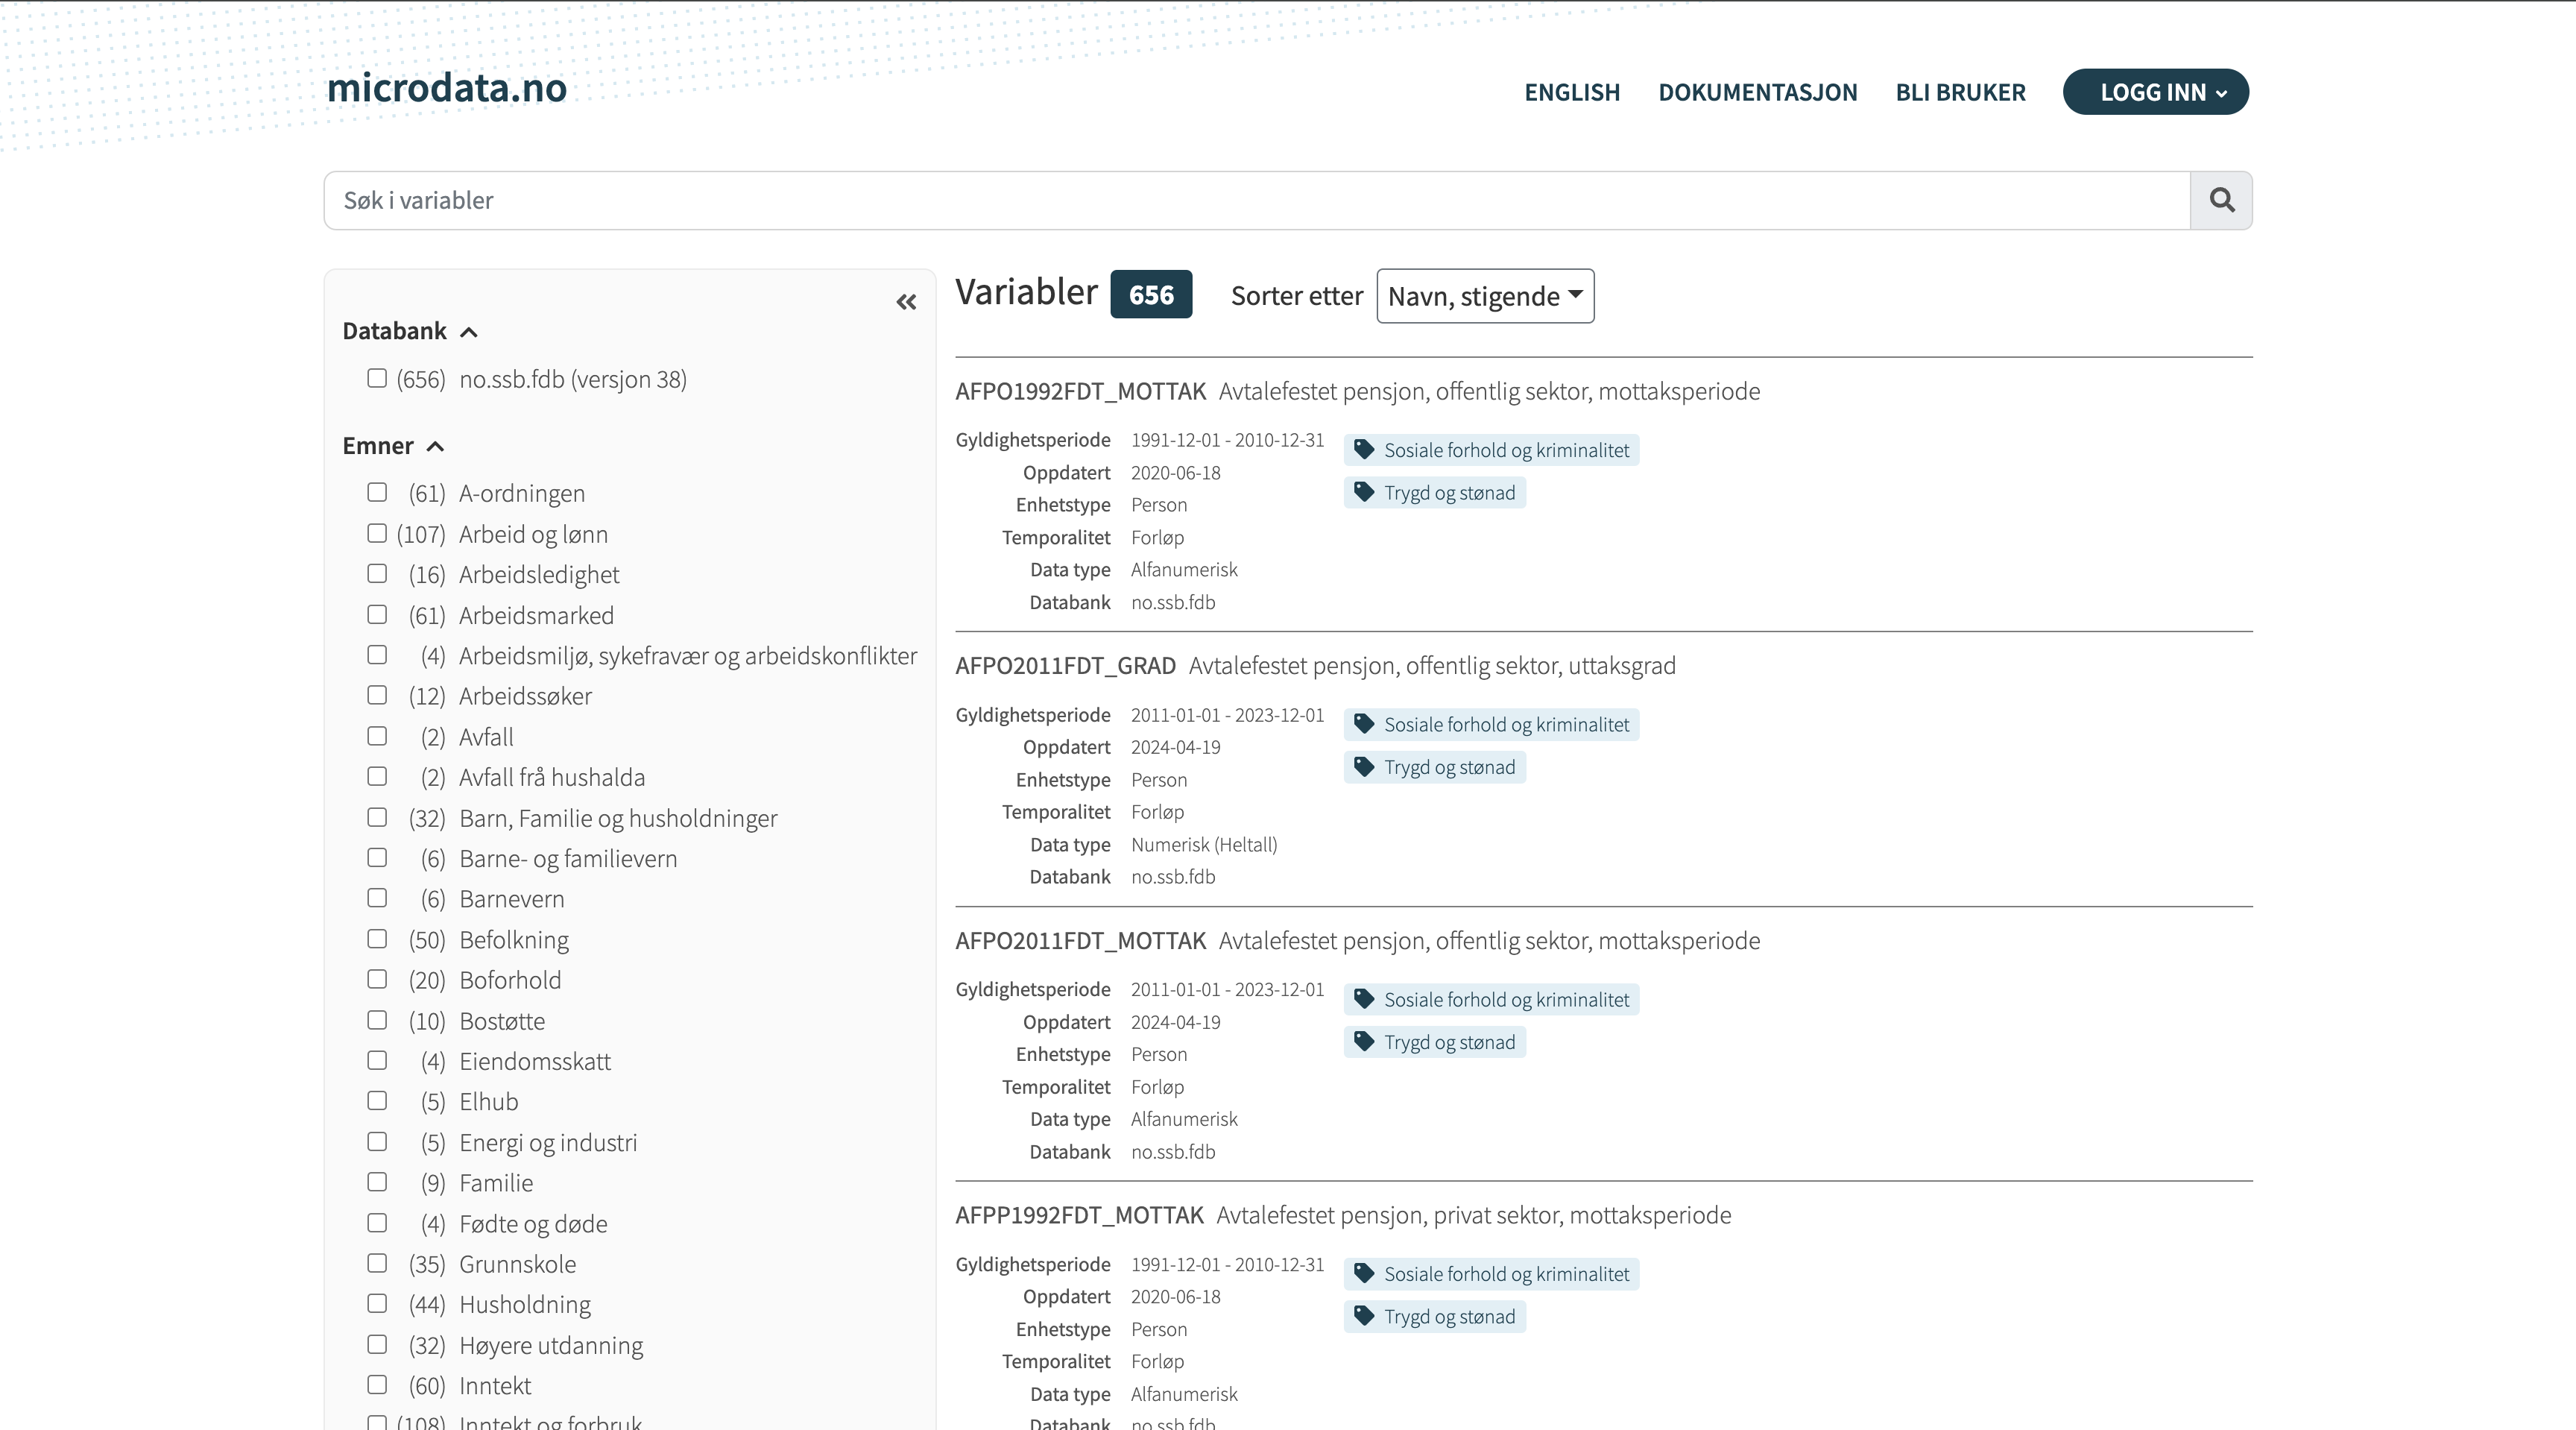 microdata.no
ENGLISH DOKUMENTASJON BLI BRUKER LOGG INN
Søk i variabler
Databank
(656) no.ssb.fdb (versjon 38)
Emner
(61) A-ordningen
(107) Arbeid og lønn
(16) Arbeidsledighet
(61) Arbeidsmarked
(4) Arbeidsmiljø, sykefravær og arbeidskonflikter
(12) Arbeidssøker
(2) Avfall
(2) Avfall frå hushalda
(32) Barn, Familie og husholdninger
(6) Barne- og familievern
(6) Barnevern
(50) Befolkning
(20) Boforhold
(10) Bostøtte
(4) Eiendomsskatt
(5) Elhub
(5) Energi og industri
(9) Familie
(4) Fødte og døde
(35) Grunnskole
(44) Husholdning
(32) Høyere utdanning
(60) Inntekt
(108) Inntekt og forbruk
Variabler 656 Sorter etter Navn, stigende
AFPO1992FDT_MOTTAK Avtalefestet pensjon, offentlig sektor, mottaksperiode
Gyldighetsperiode 1991-12-01 - 2010-12-31
Oppdatert 2020-06-18
Enhetstype Person
Temporalitet Forløp
Data type Alfanumerisk
Databank no.ssb.fdb
Sosiale forhold og kriminalitet
Trygd og stønad
AFPO2011FDT_GRAD Avtalefestet pensjon, offentlig sektor, uttaksgrad
Gyldighetsperiode 2011-01-01 - 2023-12-01
Oppdatert 2024-04-19
Enhetstype Person
Temporalitet Forløp
Data type Numerisk (Heltall)
Databank no.ssb.fdb
Sosiale forhold og kriminalitet
Trygd og stønad
AFPO2011FDT_MOTTAK Avtalefestet pensjon, offentlig sektor, mottaksperiode
Gyldighetsperiode 2011-01-01 - 2023-12-01
Oppdatert 2024-04-19
Enhetstype Person
Temporalitet Forløp
Data type Alfanumerisk
Databank no.ssb.fdb
Sosiale forhold og kriminalitet
Trygd og stønad
AFPP1992FDT_MOTTAK Avtalefestet pensjon, privat sektor, mottaksperiode
Gyldighetsperiode 1991-12-01 - 2010-12-31
Oppdatert 2020-06-18
Enhetstype Person
Temporalitet Forløp
Data type Alfanumerisk
Databank no.ssb.fdb
Sosiale forhold og kriminalitet
Trygd og stønad